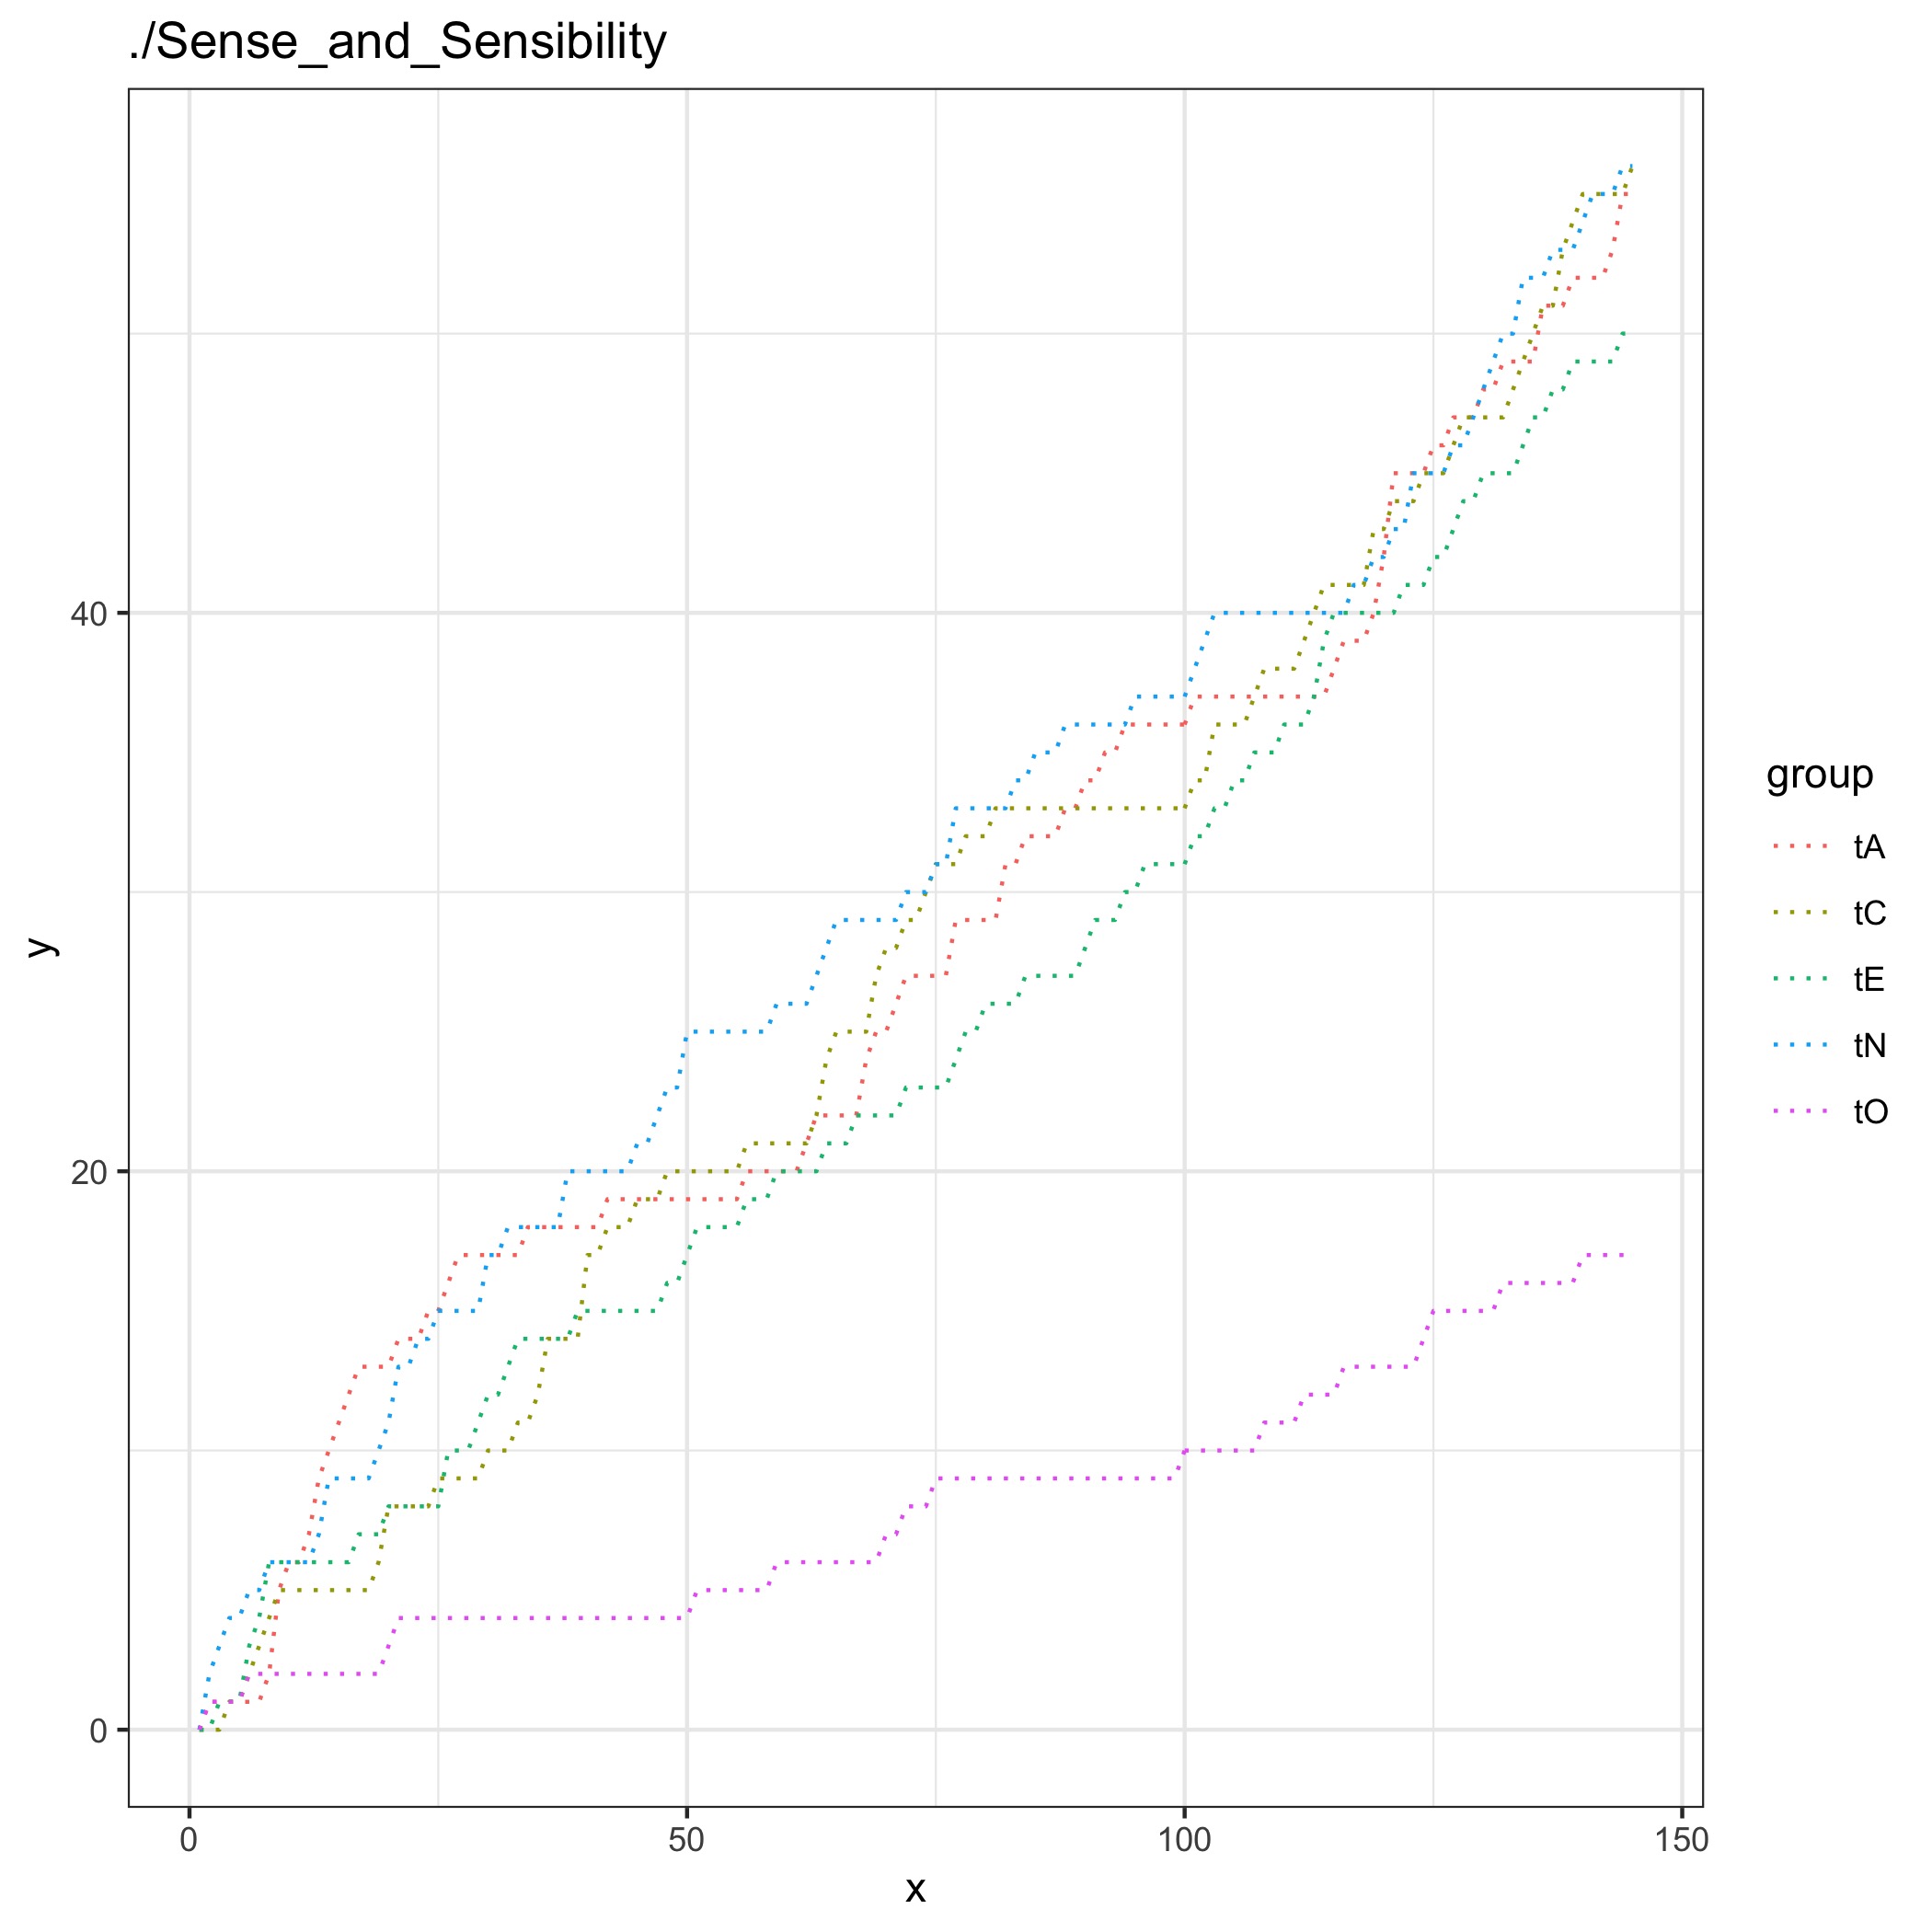 ./Sense_and_Sensibility
y
40
20
0
0 50 100 150
x
group
tA
tC
tE
tN
tO